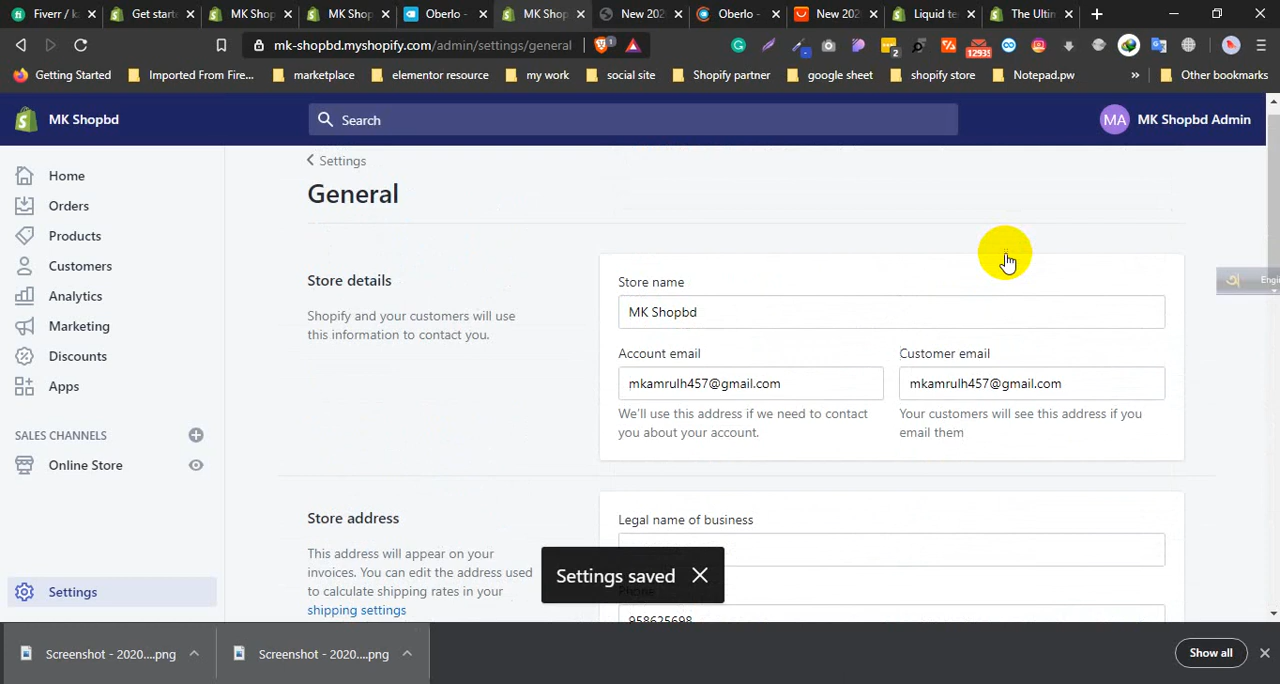 Fiverr / ka
Get starte
MK Shop
MK Shop
Oberlo -
MK Shop
New 202
Oberlo -
New 202
Liquid te
The Ultin
mk-shopbd.myshopify.com/admin/settings/general
1
2
12935
Getting Started
Imported From Fire...
marketplace
elementor resource
my work
social site
Shopify partner
google sheet
shopify store
Notepad.pw
»
Other bookmarks
MK Shopbd
Search
MA
MK Shopbd Admin
Home
Orders
Products
Customers
Analytics
Marketing
Discounts
Apps
SALES CHANNELS
Online Store
Settings
Settings
General
Store details
Shopify and your customers will use
this information to contact you.
Store name
MK Shopbd
Account email
Customer email
mkamrulh457@gmail.com
mkamrulh457@gmail.com
We'll use this address if we need to contact
you about your account.
Your customers will see this address if you
email them
Store address
This address will appear on your
invoices. You can edit the address used
to calculate shipping rates in your
shipping settings
Legal name of business
Phone
958625698
Settings saved
Screenshot - 2020....png
Screenshot - 2020....png
Show all